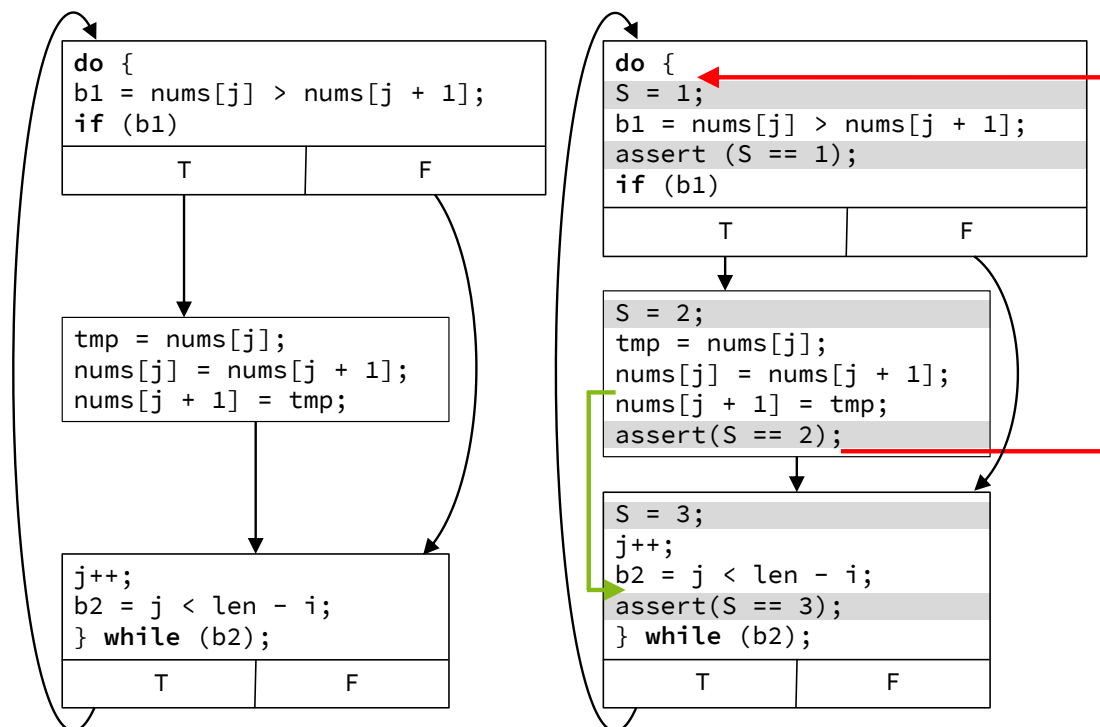 do {
b1 = nums[j] > nums[j + 1];
if (b1)
T F
tmp = nums[j];
nums[j] = nums[j + 1];
nums[j + 1] = tmp;
j++;
b2 = j < len – i;
} while (b2);
T F
do {
S = 1;
b1 = nums[j] > nums[j + 1];
assert (S == 1);
if (b1)
T F
S = 2;
tmp = nums[j];
nums[j] = nums[j + 1];
nums[j + 1] = tmp;
assert(S == 2);
S = 3;
j++;
b2 = j < len – i;
assert(S == 3);
} while (b2);
T F